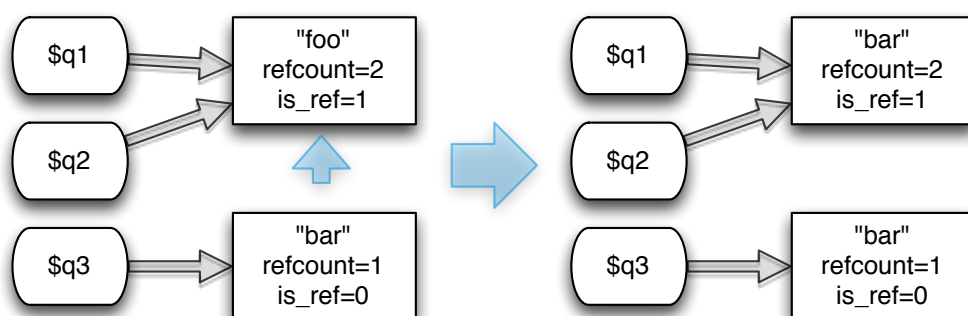 $q1
"foo"
refcount=2
is_ref=1
$q2
$q3
"bar"
refcount=1
is_ref=0
$q1
"bar"
refcount=2
is_ref=1
$q2
$q3
"bar"
refcount=1
is_ref=0